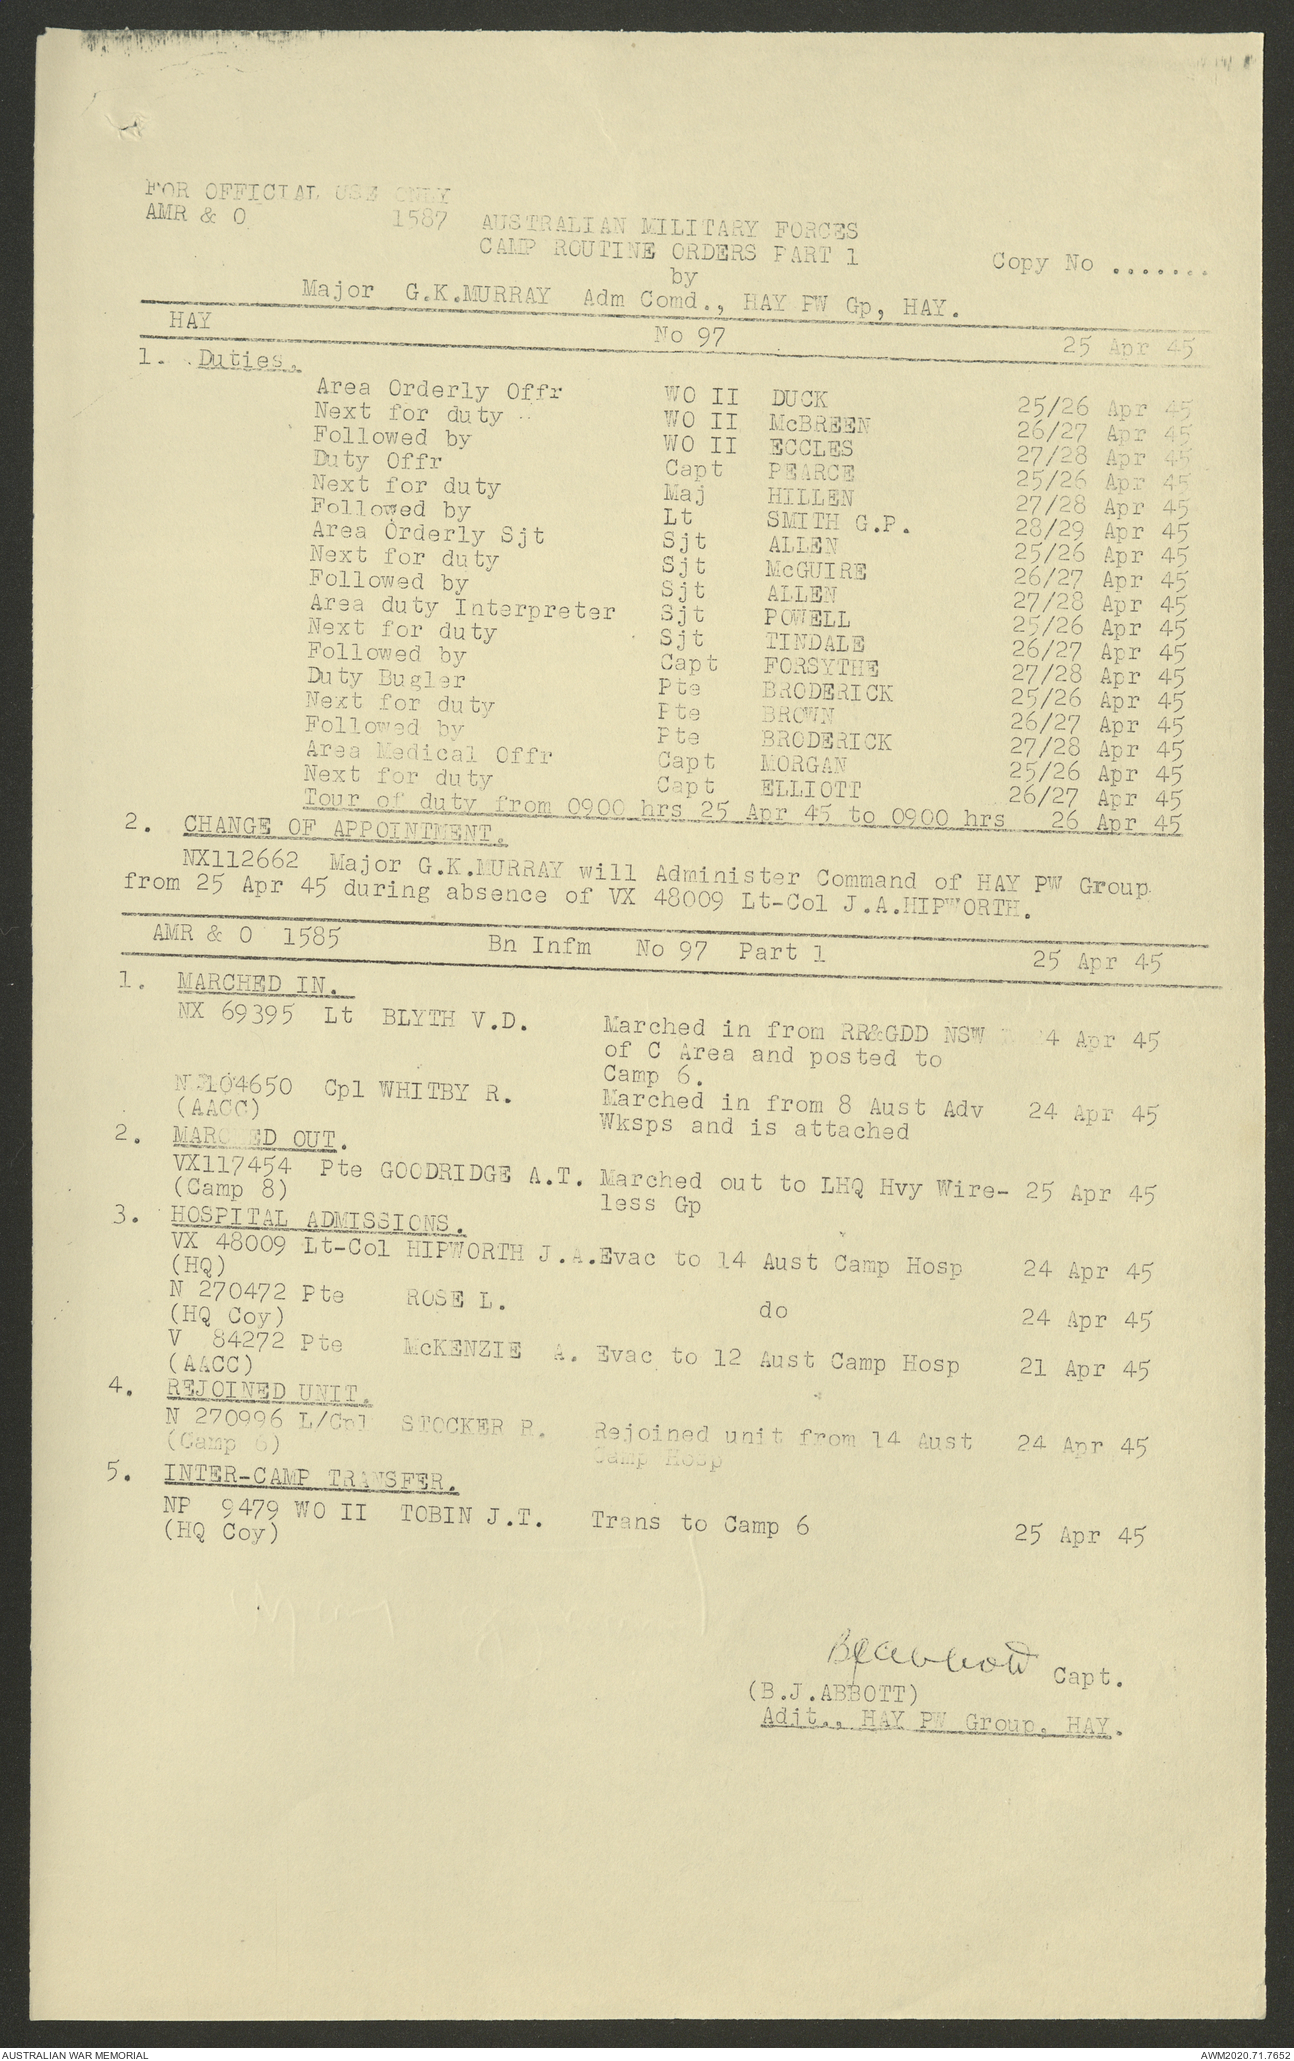 FOR OFFICIAL USE ONLY
AMR & O 1587 AUSTRALIAN MILITARY FORCES
CAMP ROUTINE ORDERS PART 1
Copy No ........
by
Major G.K.MURRAY Adm Comd., HAY PW Gp, HAY.
HAY No 97 25 Apr 45
1. Duties.
Area Orderly Offr WO II DUCK 25/26 Apr 45
Next for duty WO II McBREEN 26/27 Apr 45
Followed by WO II ECCLES 27/28 Apr 45
Duty Offr Capt PEARCE 25/26 Apr 45
Next for duty Maj HILLEN 27/28 Apr 45
Followed by Lt SMITH G.P. 28/29 Apr 45
Area Orderly Sjt Sjt ALLEN 25/26 Apr 45
Next for duty Sjt McGUIRE 26/27 Apr 45
Followed by Sjt ALLEN 27/28 Apr 45
Area duty Interpreter Sjt POWELL 25/26 Apr 45
Next for duty Sjt TINDALE 26/27 Apr 45
Followed by Capt FORSYTHE 27/28 Apr 45
Duty Bugler Pte BRODERICK 25/26 Apr 45
Next for duty Pte BROWN 26/27 Apr 45
Followed by Pte BRODERICK 27/28 Apr 45
Area Medical Offr Capt MORGAN 25/26 Apr 45
Next for duty Capt ELLIOTT 26/27 Apr 45
Tour of duty from 0900 hrs 25 Apr 45 to 0900 hrs 26 Apr 45
2. CHANGE OF APPOINTMENT.
NX112662 Major G.K.MURRAY will Administer Command of HAY PW Group
from 25 Apr 45 during absence of VX 48009 Lt-Col J.A.HIPWORTH.
AMR & O 1585 Bn Infm No 97 Part 1 25 Apr 45
1. MARCHED IN.
NX 69395 Lt BLYTH V.D. Marched in from RR&GDD NSW 4 Apr 45
of C Area and posted to
Camp 6.
104650 Cpl WHITBY R. Marched in from 8 Aust Adv 24 Apr 45
(AACC) Wksps and is attached
2. MARCHED OUT.
VX117454 Pte GOODRIDGE A.T. Marched out to LHQ Hvy Wire- 25 Apr 45
(Camp 8) less Gp
3. HOSPITAL ADMISSIONS.
VX 48009 Lt-Col HIPWORTH J.A.Evac to 14 Aust Camp Hosp 24 Apr 45
(HQ)
N 270472 Pte ROSE L. do 24 Apr 45
(HQ Coy)
V 84272 Pte McKENZIE A. Evac to 12 Aust Camp Hosp 21 Apr 45
(AACC)
4. REJOINED UNIT.
N 270996 L/Cpl STOCKER R. Rejoined unit from 14 Aust 24 Apr 45
(Camp 6) Camp Hosp
5. INTER-CAMP TRANSFER.
NP 9479 WO II TOBIN J.T. Trans to Camp 6 25 Apr 45
(HQ Coy)
BJAbbott Capt.
(B.J.ABBOTT)
Adjt., HAY PW Group, HAY.
AUSTRALIAN WAR MEMORIAL AWM2020.71.7652